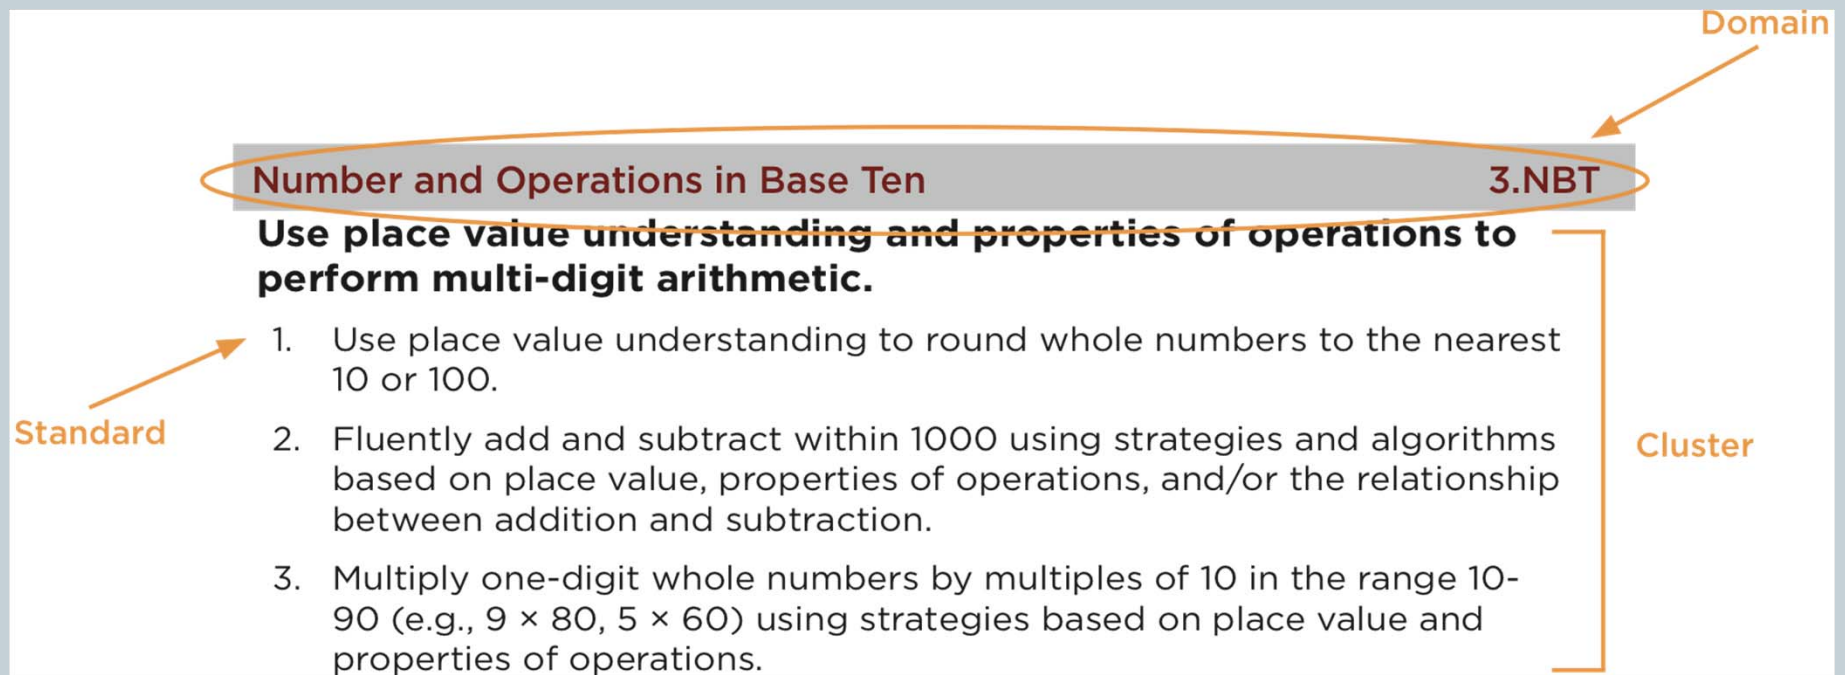 Domain
Number and Operations in Base Ten 3.NBT
Use place value understanding and properties of operations to
perform multi-digit arithmetic.
1. Use place value understanding to round whole numbers to the nearest
10 or 100.
Standard
2. Fluently add and subtract within 1000 using strategies and algorithms
based on place value, properties of operations, and/or the relationship
between addition and subtraction.
Cluster
3. Multiply one-digit whole numbers by multiples of 10 in the range 10-
90 (e.g., 9 × 80, 5 × 60) using strategies based on place value and
properties of operations.